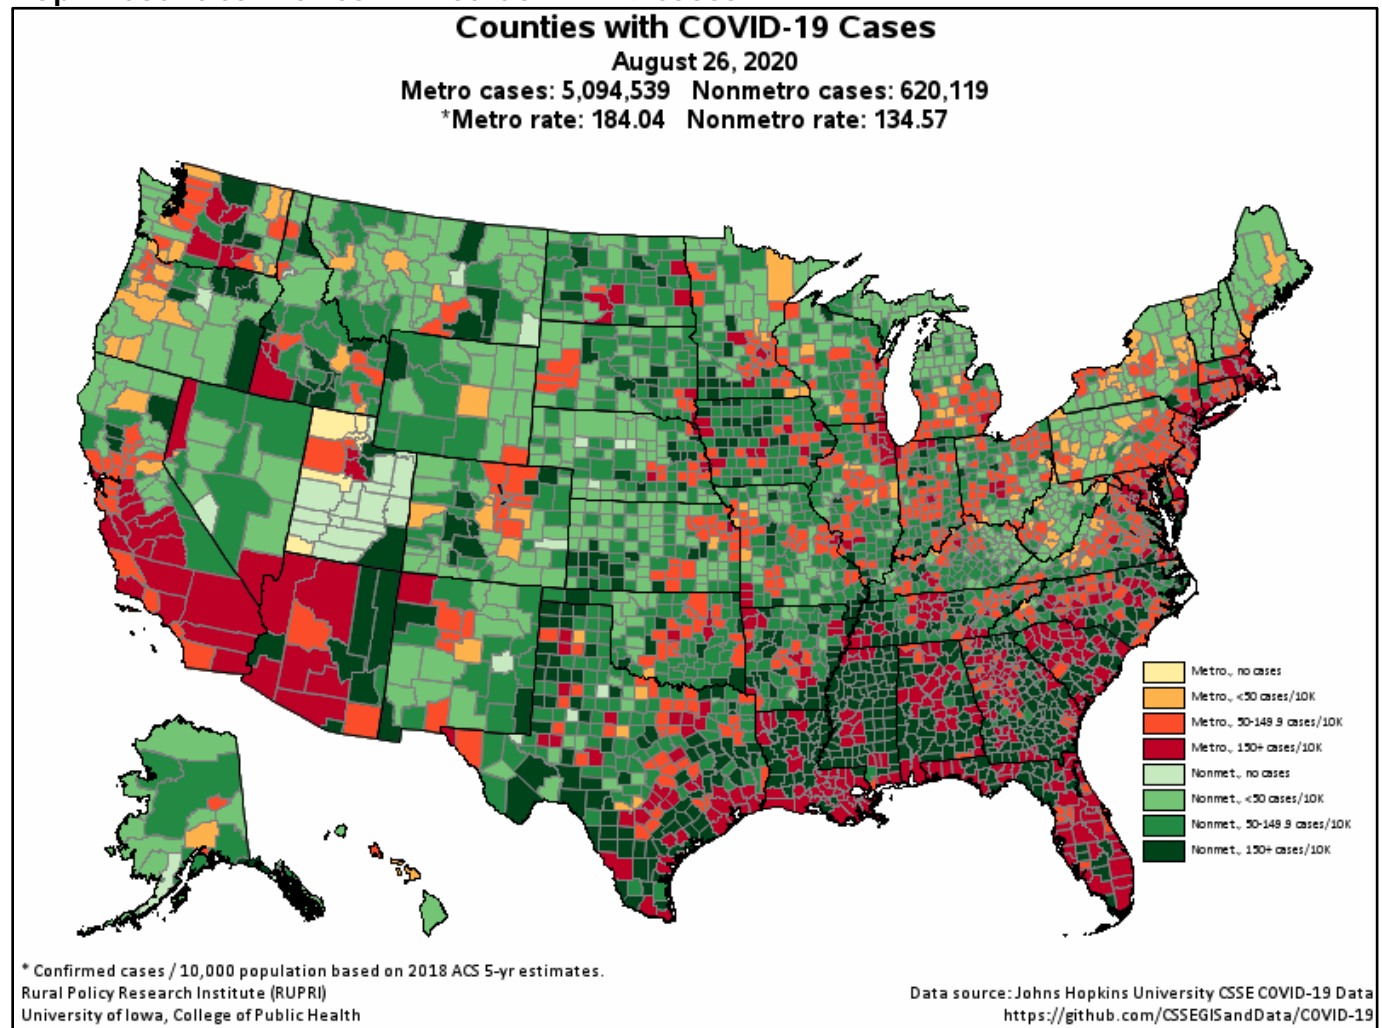 Counties with COVID-19 Cases
August 26, 2020
Metro cases: 5,094,539 Nonmetro cases: 620,119
*Metro rate: 184.04 Nonmetro rate: 134.57
Metro., no cases
Metro., <50 cases/10K
Metro., 50-149.9 cases/10K
Metro., 150+ cases/10K
Nonmet., no cases
Nonmet., <50 cases/10K
Nonmet., 50-149.9 cases/10K
Nonmet., 150+ cases/10K
* Confirmed cases / 10,000 population based on 2018 ACS 5-yr estimates.
Rural Policy Research Institute (RUPRI)
University of Iowa, College of Public Health
Data source: Johns Hopkins University CSSE COVID-19 Data
https://github.com/CSSEGISandData/COVID-19